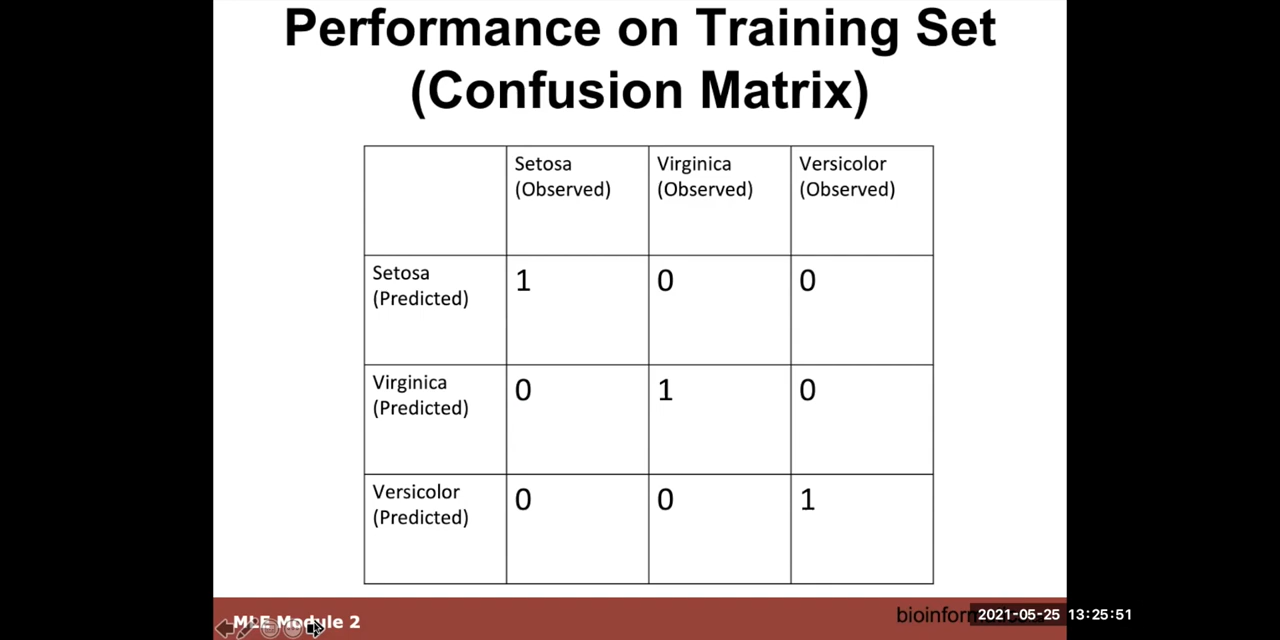 Performance on Training Set
(Confusion Matrix)
Setosa Virginica Versicolor
(Observed) (Observed) (Observed)
Setosa 1 0 0
(Predicted)
Virginica 0 1 0
(Predicted)
Versicolor 0 0 1
(Predicted)
MLE Module 2
2021-05-25 13:25:51